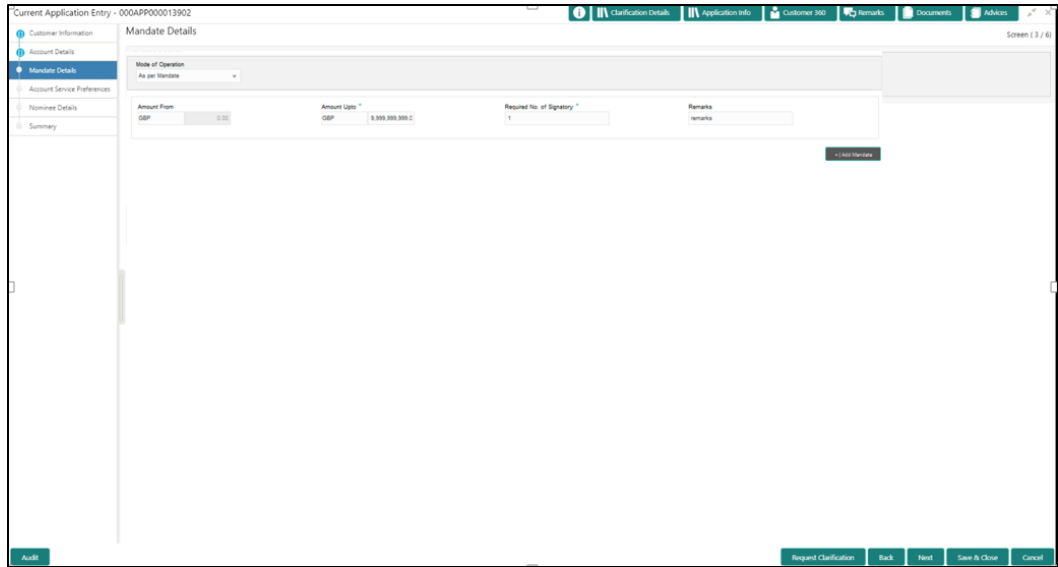 Current Application Entry - 000APP000013902
i Clarification Details Application Info Customer 360 Remarks Documents Advices
Customer Information
Account Details
Mandate Details
Account Service Preferences
Nominee Details
Summary
Mandate Details
Screen ( 3 / 6)
Mode of Operation
As per Mandate
Amount From Amount Upto * Required No. of Signatory * Remarks
GBP 0.00 GBP 9,999,999,999.0 1 remarks
+ | Add Mandate
Audit Request Clarification Back Next Save & Close Cancel